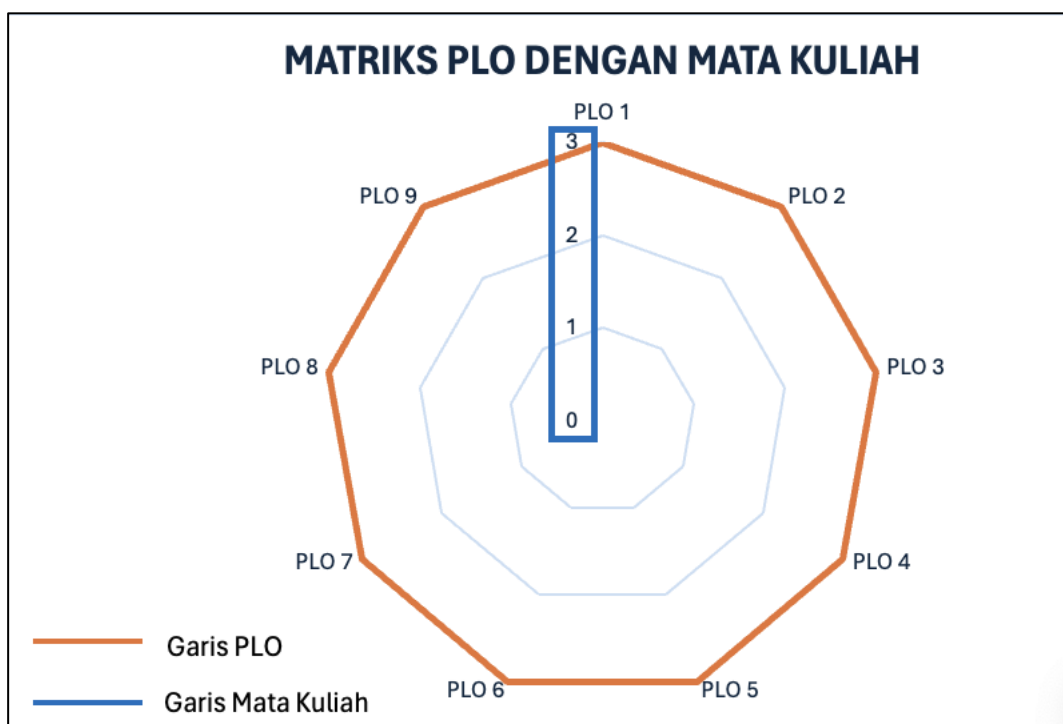 MATRIKS PLO DENGAN MATA KULIAH
PLO 1
3
PLO 9
PLO 2
2
1
PLO 8
PLO 3
0
PLO 7
PLO 4
Garis PLO
PLO 6
PLO 5
Garis Mata Kuliah